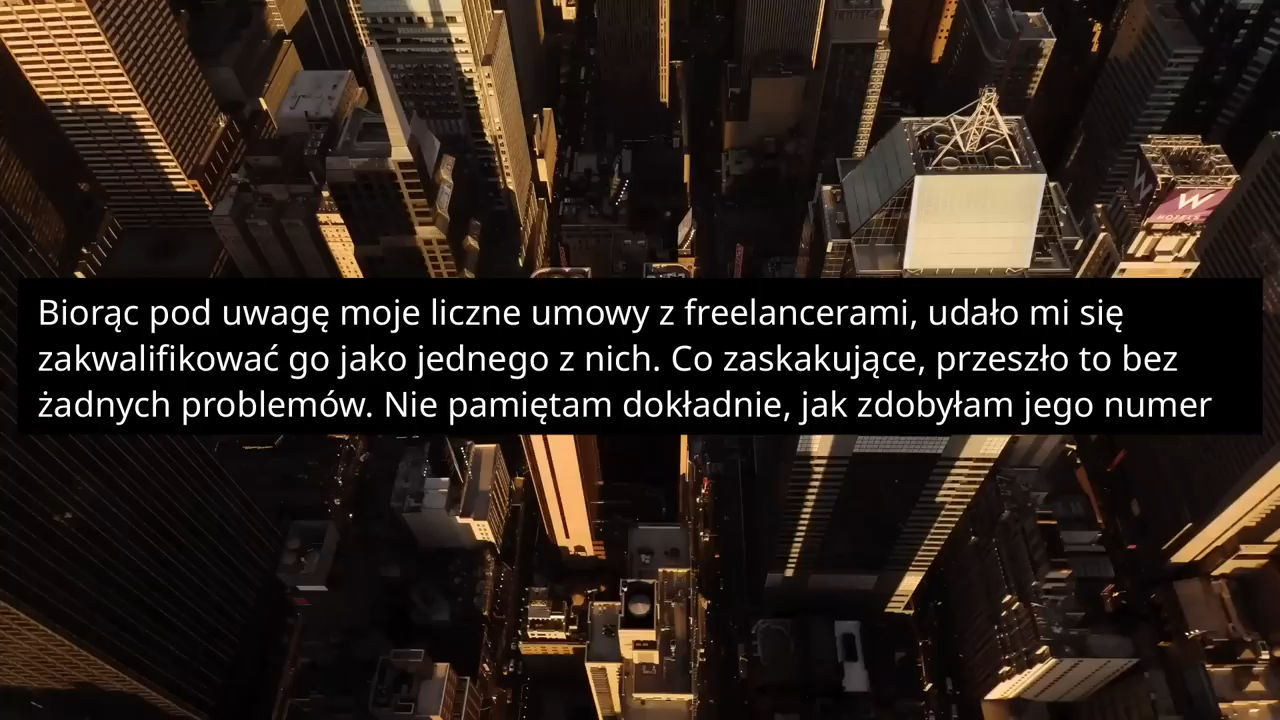 W
HOTELS
Biorąc pod uwagę moje liczne umowy z freelancerami, udało mi się
zakwalifikować go jako jednego z nich. Co zaskakujące, przeszło to bez
żadnych problemów. Nie pamiętam dokładnie, jak zdobyłam jego numer